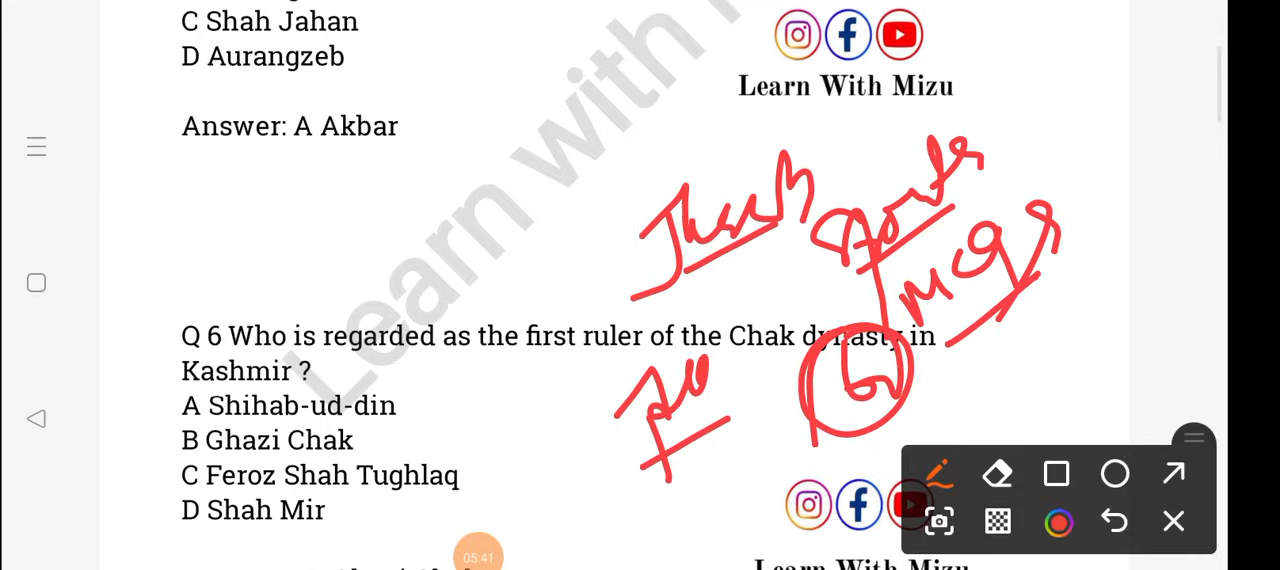 C Shah Jahan
D Aurangzeb
Learn With Mizu
Answer: A Akbar
Learn with
MCQs
Q 6 Who is regarded as the first ruler of the Chak dynasty in
Kashmir ?
A Shihab-ud-din
B Ghazi Chak
C Feroz Shah Tughlaq
D Shah Mir
05:41